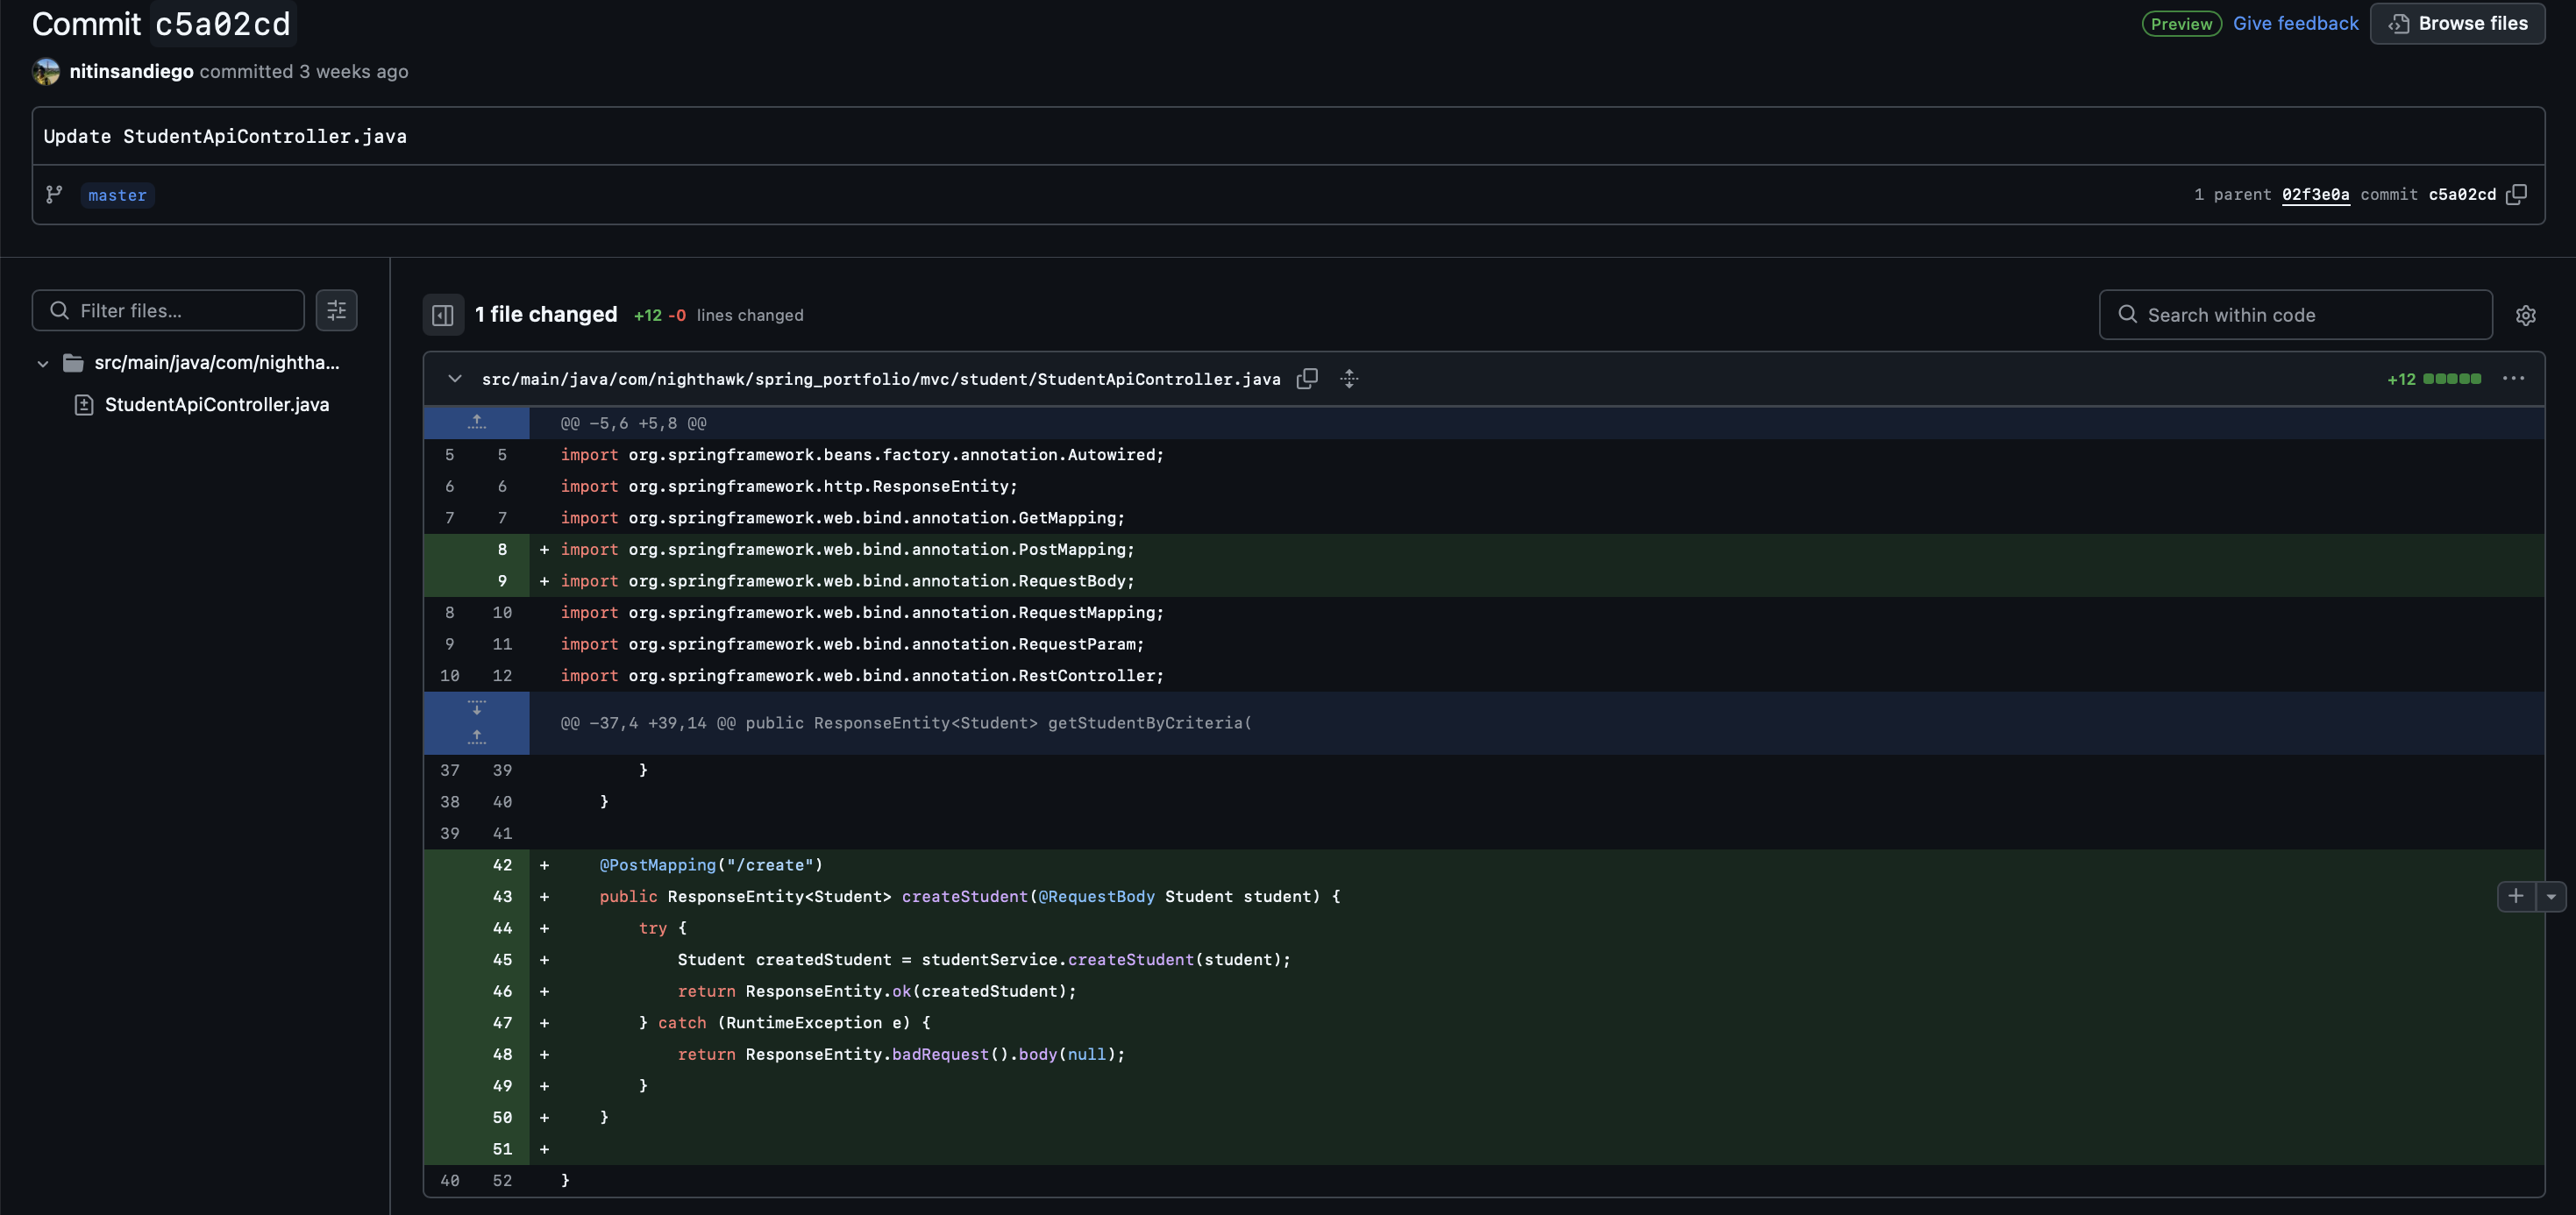 Commit c5a02cd
Preview Give feedback Browse files
nitinsandiego committed 3 weeks ago
Update StudentApiController.java
master
1 parent 02f3e0a commit c5a02cd
Filter files...
src/main/java/com/nightha...
StudentApiController.java
1 file changed +12 -0 lines changed
Search within code
src/main/java/com/nighthawk/spring_portfolio/mvc/student/StudentApiController.java
+12
@@ -5,6 +5,8 @@
5 5 import org.springframework.beans.factory.annotation.Autowired;
6 6 import org.springframework.http.ResponseEntity;
7 7 import org.springframework.web.bind.annotation.GetMapping;
8 + import org.springframework.web.bind.annotation.PostMapping;
9 + import org.springframework.web.bind.annotation.RequestBody;
8 10 import org.springframework.web.bind.annotation.RequestMapping;
9 11 import org.springframework.web.bind.annotation.RequestParam;
10 12 import org.springframework.web.bind.annotation.RestController;
@@ -37,4 +39,14 @@ public ResponseEntity<Student> getStudentByCriteria(
37 39 }
38 40 }
39 41
42 + @PostMapping("/create")
43 + public ResponseEntity<Student> createStudent(@RequestBody Student student) {
44 + try {
45 + Student createdStudent = studentService.createStudent(student);
46 + return ResponseEntity.ok(createdStudent);
47 + } catch (RuntimeException e) {
48 + return ResponseEntity.badRequest().body(null);
49 + }
50 + }
51 +
40 52 }